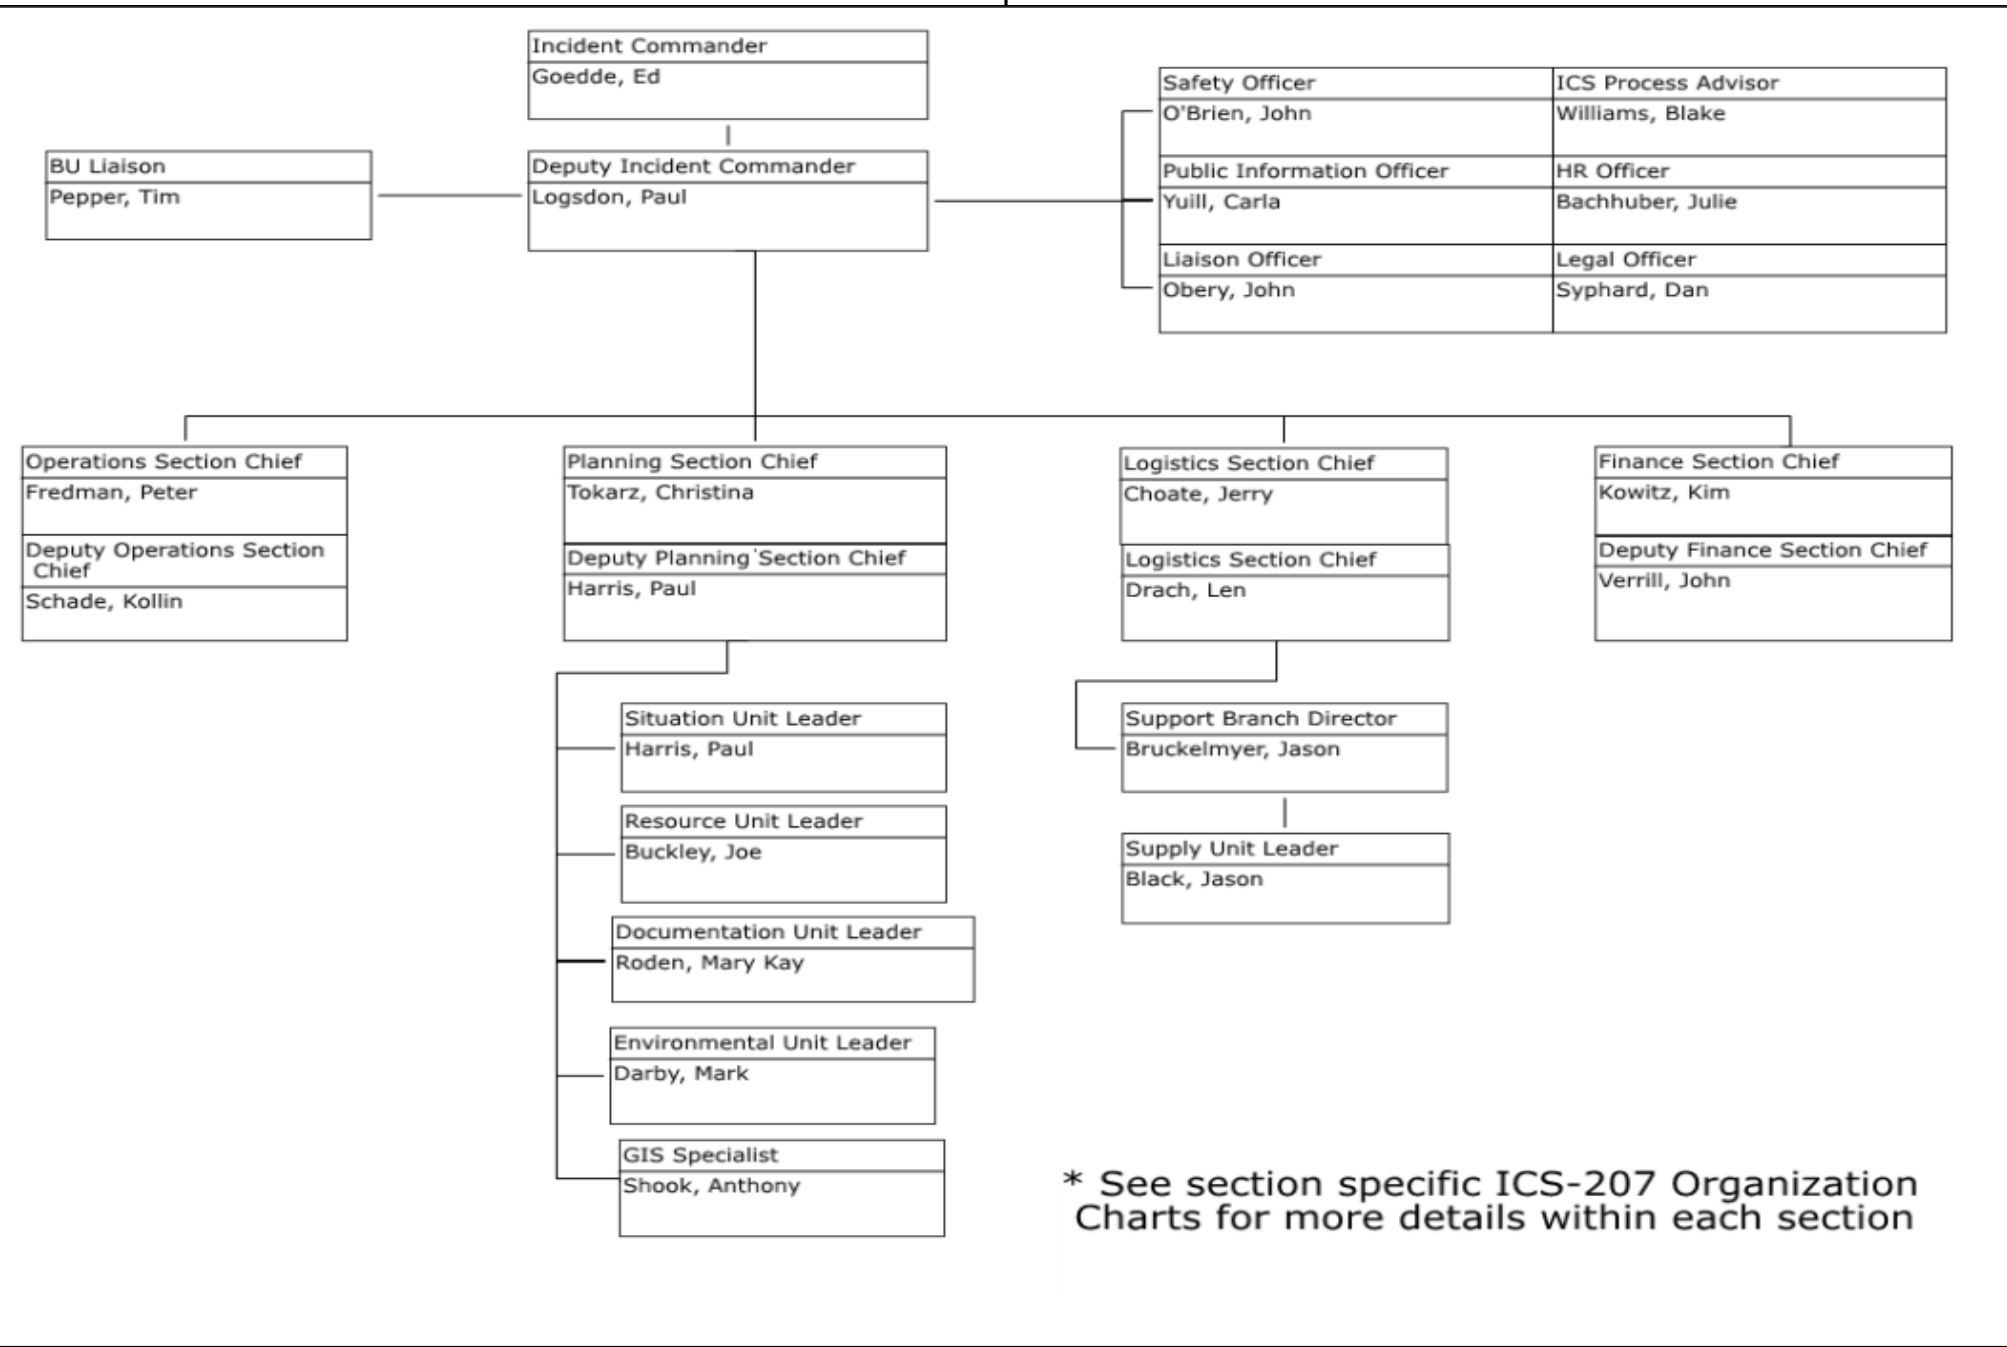 Incident Commander
Goedde, Ed
Safety Officer
ICS Process Advisor
O'Brien, John
Williams, Blake
BU Liaison
Pepper, Tim
Deputy Incident Commander
Logsdon, Paul
Public Information Officer
HR Officer
Yuill, Carla
Bachhuber, Julie
Liaison Officer
Legal Officer
Obery, John
Syphard, Dan
Operations Section Chief
Fredman, Peter
Deputy Operations Section
Chief
Schade, Kollin
Planning Section Chief
Tokarz, Christina
Deputy Planning Section Chief
Harris, Paul
Logistics Section Chief
Choate, Jerry
Logistics Section Chief
Drach, Len
Finance Section Chief
Kowitz, Kim
Deputy Finance Section Chief
Verrill, John
Situation Unit Leader
Harris, Paul
Resource Unit Leader
Buckley, Joe
Documentation Unit Leader
Roden, Mary Kay
Environmental Unit Leader
Darby, Mark
GIS Specialist
Shook, Anthony
Support Branch Director
Bruckelmyer, Jason
Supply Unit Leader
Black, Jason
* See section specific ICS-207 Organization
Charts for more details within each section